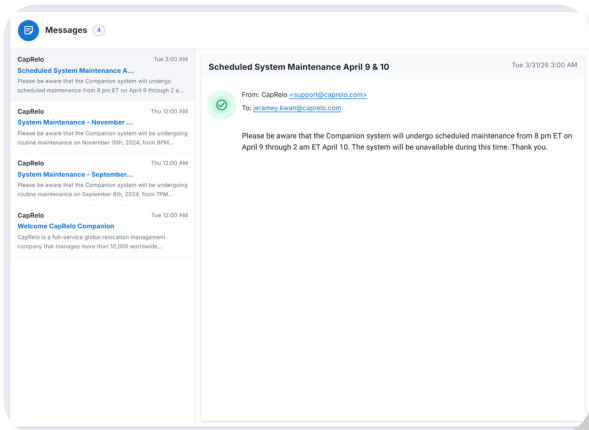 Messages 4
CapRelo Tue 3:00 AM
Scheduled System Maintenance A...
Please be aware that the Companion system will undergo
scheduled maintenance from 8 pm ET on April 9 through 2 a...
CapRelo Thu 12:00 AM
System Maintenance - November ...
Please be aware that the Companion system will be undergoing
routine maintenance on November 15th, 2024, from 9PM...
CapRelo Thu 12:00 AM
System Maintenance - September...
Please be aware that the Companion system will be undergoing
routine maintenance on September 6th, 2024, from 7PM...
CapRelo Tue 12:00 AM
Welcome CapRelo Companion
CapRelo is a full-service global relocation management
company that manages more than 10,000 worldwide...
Scheduled System Maintenance April 9 & 10 Tue 3/31/26 3:00 AM
From: CapRelo <support@caprelo.com>
To: jeramey.kwan@caprelo.com
Please be aware that the Companion system will undergo scheduled maintenance from 8 pm ET on
April 9 through 2 am ET April 10. The system will be unavailable during this time. Thank you.